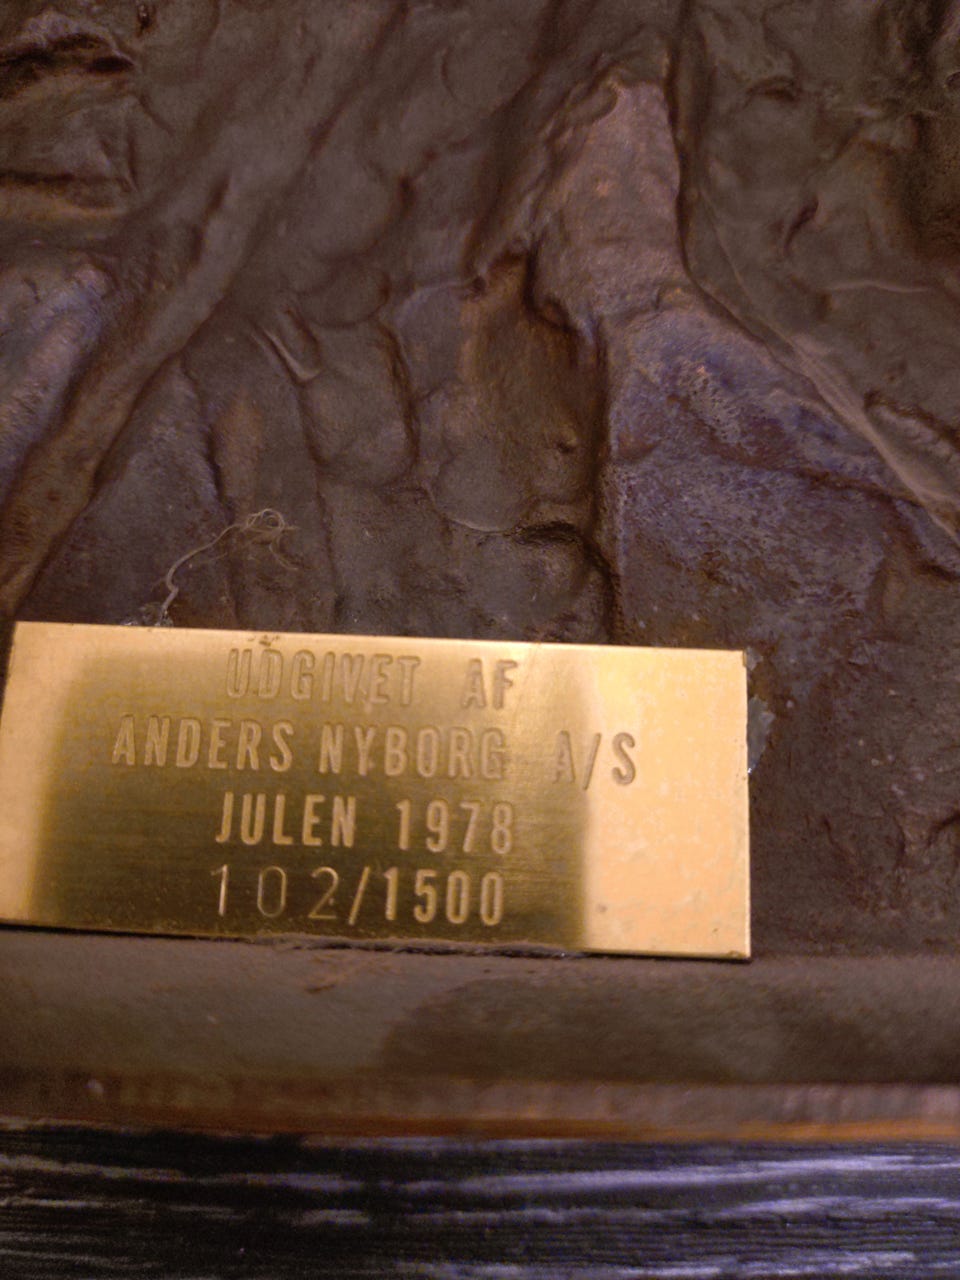 UDGIVET AF
ANDERS NYBORG A/S
JULEN 1978
102/1500